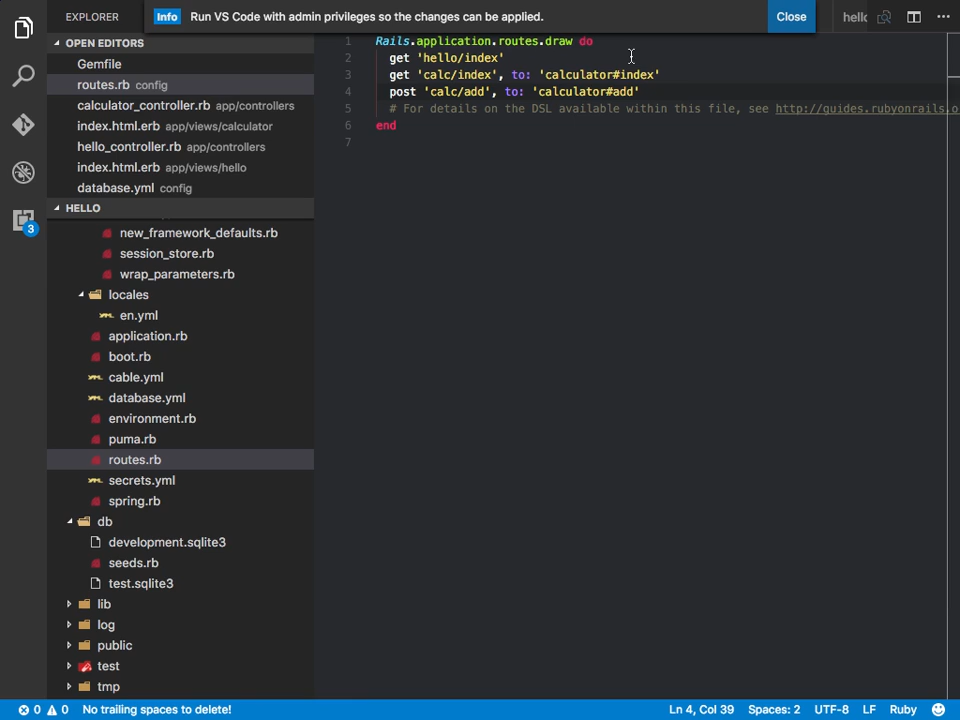 EXPLORER
Info Run VS Code with admin privileges so the changes can be applied. Close
hello
OPEN EDITORS
Gemfile
routes.rb config
calculator_controller.rb app/controllers
index.html.erb app/views/calculator
hello_controller.rb app/controllers
index.html.erb app/views/hello
database.yml config
HELLO
new_framework_defaults.rb
session_store.rb
wrap_parameters.rb
locales
en.yml
application.rb
boot.rb
cable.yml
database.yml
environment.rb
puma.rb
routes.rb
secrets.yml
spring.rb
db
development.sqlite3
seeds.rb
test.sqlite3
lib
log
public
test
tmp
3
1 Rails.application.routes.draw do
2 get 'hello/index'
3 get 'calc/index', to: 'calculator#index'
4 post 'calc/add', to: 'calculator#add'
5 # For details on the DSL available within this file, see http://guides.rubyonrails.o
6 end
7
0 0 No trailing spaces to delete! Ln 4, Col 39 Spaces: 2 UTF-8 LF Ruby